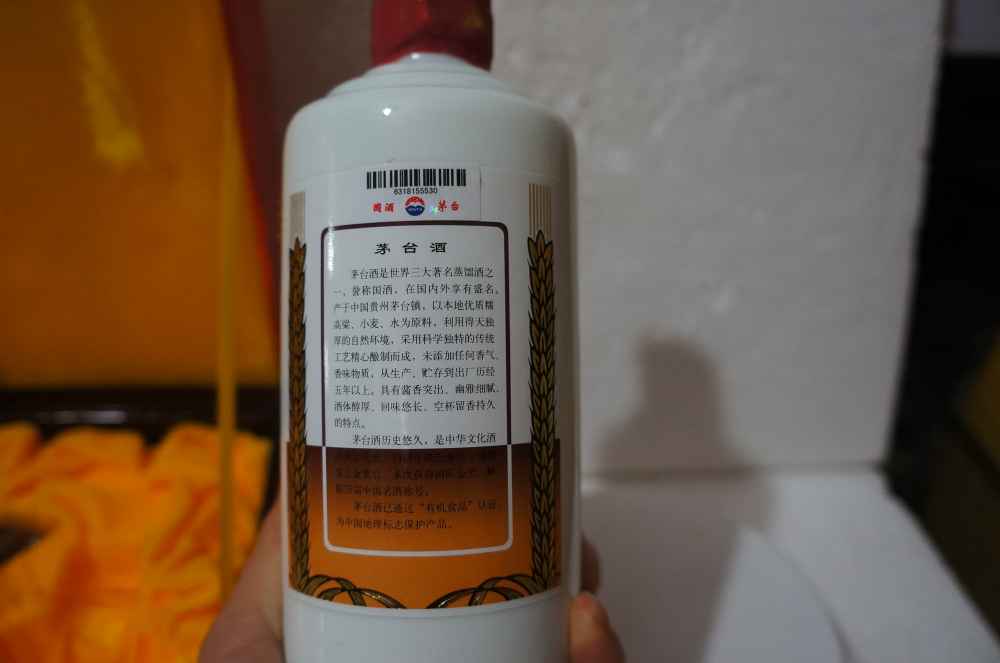 6318155530
國酒 茅台
茅台酒
茅台酒是世界三大著名蒸馏酒之
一，誉称国酒，在国内外享有盛名。
产于中国贵州茅台镇，以本地优质糯
高粱、小麦、水为原料，利用得天独
厚的自然环境，采用科学独特的传统
工艺精心酿制而成，未添加任何香气、
香味物质，从生产、贮存到出厂历经
五年以上，具有酱香突出、幽雅细腻、
酒体醇厚、回味悠长、空杯留香持久
的特点。
茅台酒历史悠久，是中华文化酒
中国名酒称号。
茅台酒已通过“有机食品”认证
为中国地理标志保护产品。